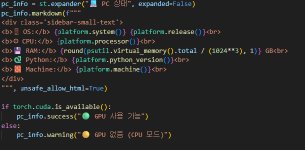 pc_info = st.expander("💻 PC 상태", expanded=False)
pc_info.markdown(f"""
<div class='sidebar-small-text'>
<b> OS:</b> {platform.system()} {platform.release()}<br>
<b>⚙️ CPU:</b> {platform.processor()}<br>
<b>💾 RAM:</b> {round(psutil.virtual_memory().total / (1024**3), 1)} GB<br>
<b> Python:</b> {platform.python_version()}<br>
<b> Machine:</b> {platform.machine()}<br>
</div>
""", unsafe_allow_html=True)
if torch.cuda.is_available():
pc_info.success("🟢 GPU 사용 가능")
else:
pc_info.warning("🟡 GPU 없음 (CPU 모드)")